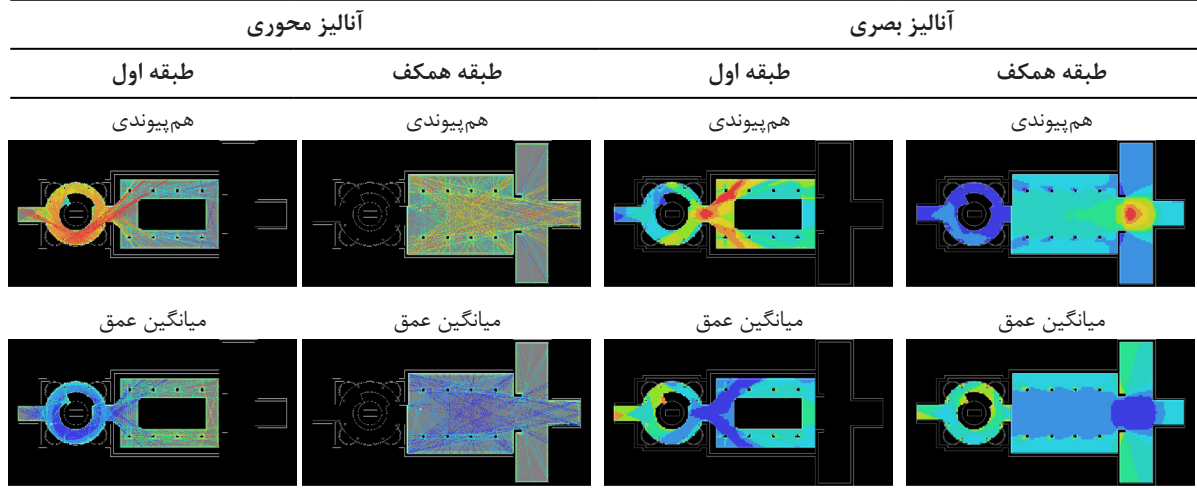 آنالیز بصری آنالیز محوری
طبقه همکف طبقه اول طبقه همکف طبقه اول
هم‌پیوندی هم‌پیوندی هم‌پیوندی هم‌پیوندی
میانگین عمق میانگین عمق میانگین عمق میانگین عمق